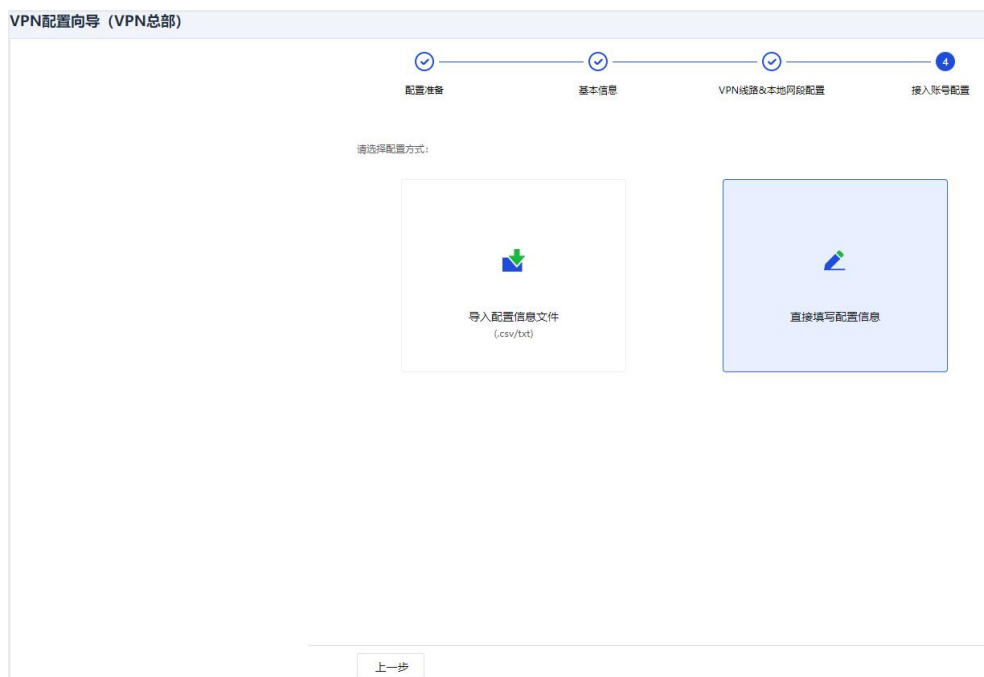 VPN配置向导（VPN总部）
4
配置准备 基本信息 VPN线路&本地网段配置 接入账号配置
请选择配置方式：
导入配置信息文件 直接填写配置信息
(.csv/txt)
上一步